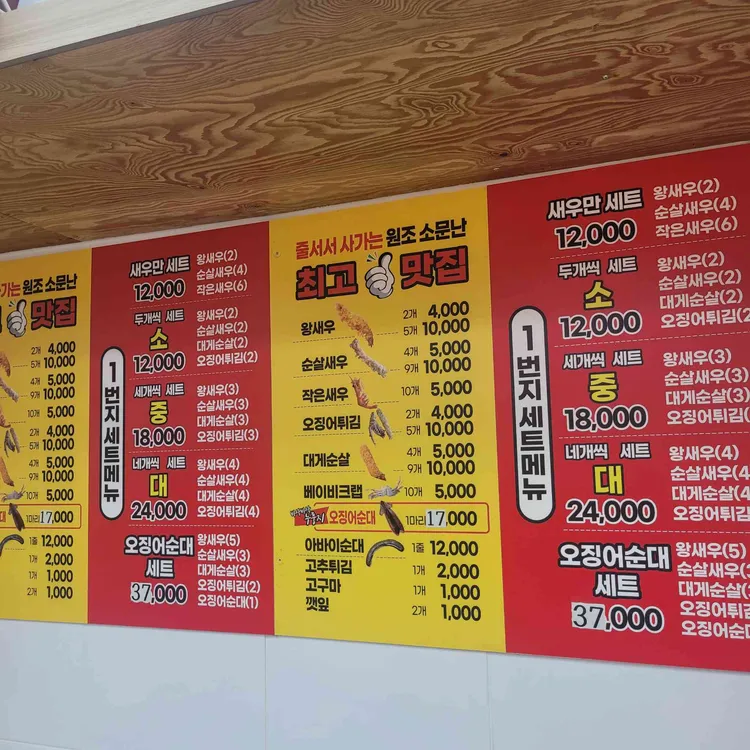 가는 원조 소문난
맛집
2개 4,000
5개 10,000
4개 5,000
9개 10,000
10개 5,000
2개 4,000
5개 10,000
4개 5,000
9개 10,000
10개 5,000
1마리 17,000
1줄 12,000
1개 2,000
1개 1,000
2개 1,000
1번지 세트메뉴
새우만 세트
12,000
왕새우(2)
순살새우(4)
작은새우(6)
두개씩 세트
소
12,000
왕새우(2)
순살새우(2)
대게순살(2)
오징어튀김(2)
세개씩 세트
중
18,000
왕새우(3)
순살새우(3)
대게순살(3)
오징어튀김(3)
네개씩 세트
대
24,000
왕새우(4)
순살새우(4)
대게순살(4)
오징어튀김(4)
오징어순대
세트
37,000
왕새우(5)
순살새우(3)
대게순살(3)
오징어튀김(2)
오징어순대(1)
줄서서 사가는 원조 소문난
최고 맛집
왕새우 2개 4,000
5개 10,000
순살새우 4개 5,000
9개 10,000
작은새우 10개 5,000
오징어튀김 2개 4,000
5개 10,000
대게순살 4개 5,000
9개 10,000
베이비크랩 10개 5,000
오징어순대 1마리 17,000
아바이순대 1줄 12,000
고추튀김 1개 2,000
고구마 1개 1,000
깻잎 2개 1,000
1번지 세트메뉴
새우만 세트
12,000
왕새우(2)
순살새우(4)
작은새우(6)
두개씩 세트
소
12,000
왕새우(2)
순살새우(2)
대게순살(2)
오징어튀김(2
세개씩 세트
중
18,000
왕새우(3)
순살새우(3)
대게순살(3)
오징어튀김(
네개씩 세트
대
24,000
왕새우(4)
순살새우(4
대게순살(4
오징어튀김(
오징어순대
세트
37,000
왕새우(5)
순살새우(
대게순살(
오징어튀김
오징어순대